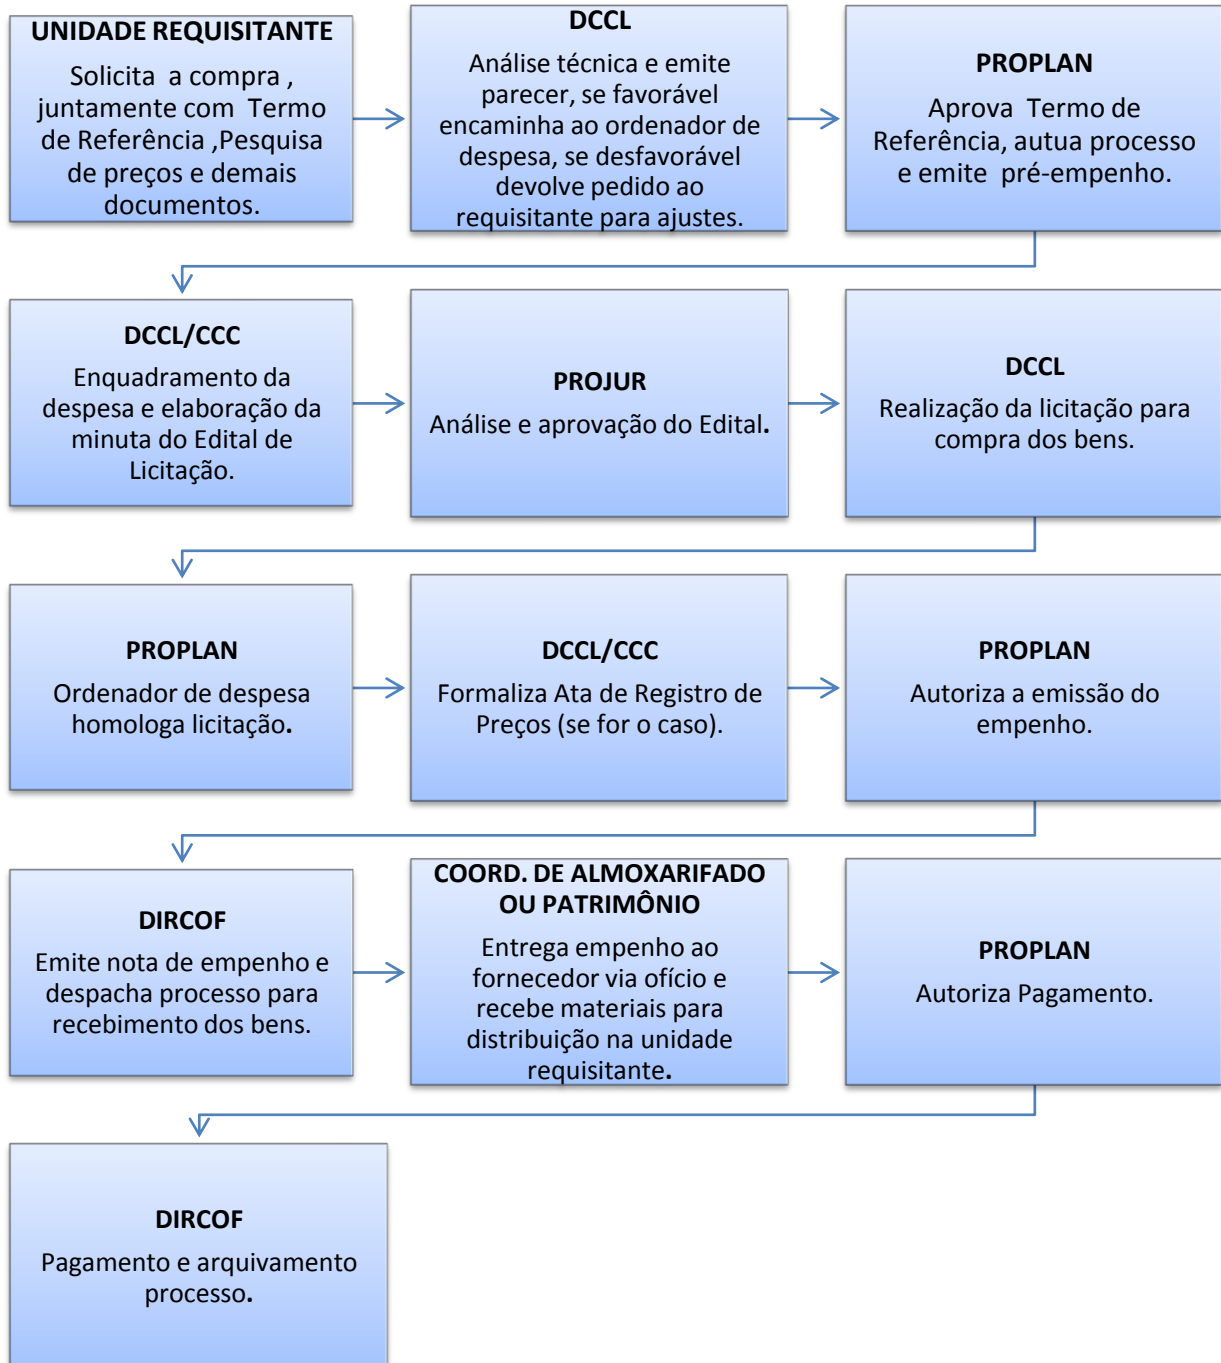 UNIDADE REQUISITANTE
Solicita a compra ,
juntamente com Termo
de Referência ,Pesquisa
de preços e demais
documentos.
DCCL
Análise técnica e emite
parecer, se favorável
encaminha ao ordenador de
despesa, se desfavorável
devolve pedido ao
requisitante para ajustes.
PROPLAN
Aprova Termo de
Referência, autua processo
e emite pré-empenho.
DCCL/CCC
Enquadramento da
despesa e elaboração da
minuta do Edital de
Licitação.
PROJUR
Análise e aprovação do Edital.
DCCL
Realização da licitação para
compra dos bens.
PROPLAN
Ordenador de despesa
homologa licitação.
DCCL/CCC
Formaliza Ata de Registro de
Preços (se for o caso).
PROPLAN
Autoriza a emissão do
empenho.
DIRCOF
Emite nota de empenho e
despacha processo para
recebimento dos bens.
COORD. DE ALMOXARIFADO
OU PATRIMÔNIO
Entrega empenho ao
fornecedor via ofício e
recebe materiais para
distribuição na unidade
requisitante.
PROPLAN
Autoriza Pagamento.
DIRCOF
Pagamento e arquivamento
processo.